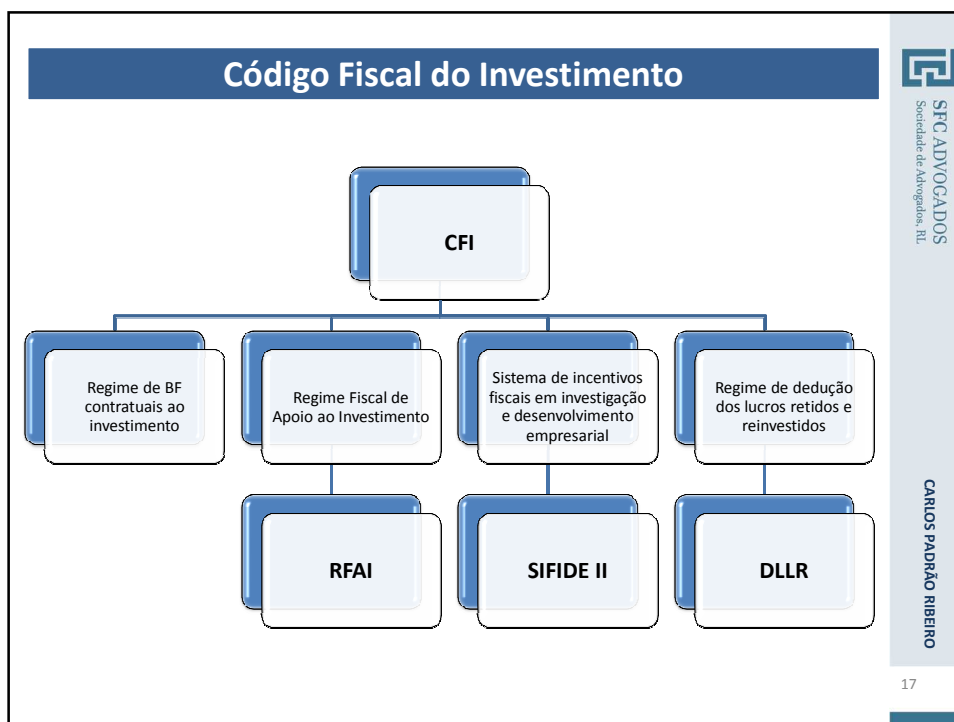 Código Fiscal do Investimento
CFI
Regime de BF
contratuais ao
investimento
Regime Fiscal de
Apoio ao Investimento
Sistema de incentivos
fiscais em investigação
e desenvolvimento
empresarial
Regime de dedução
dos lucros retidos e
reinvestidos
RFAI
SIFIDE II
DLLR
SFC ADVOGADOS
Sociedade de Advogados, RL
CARLOS PADRÃO RIBEIRO
17